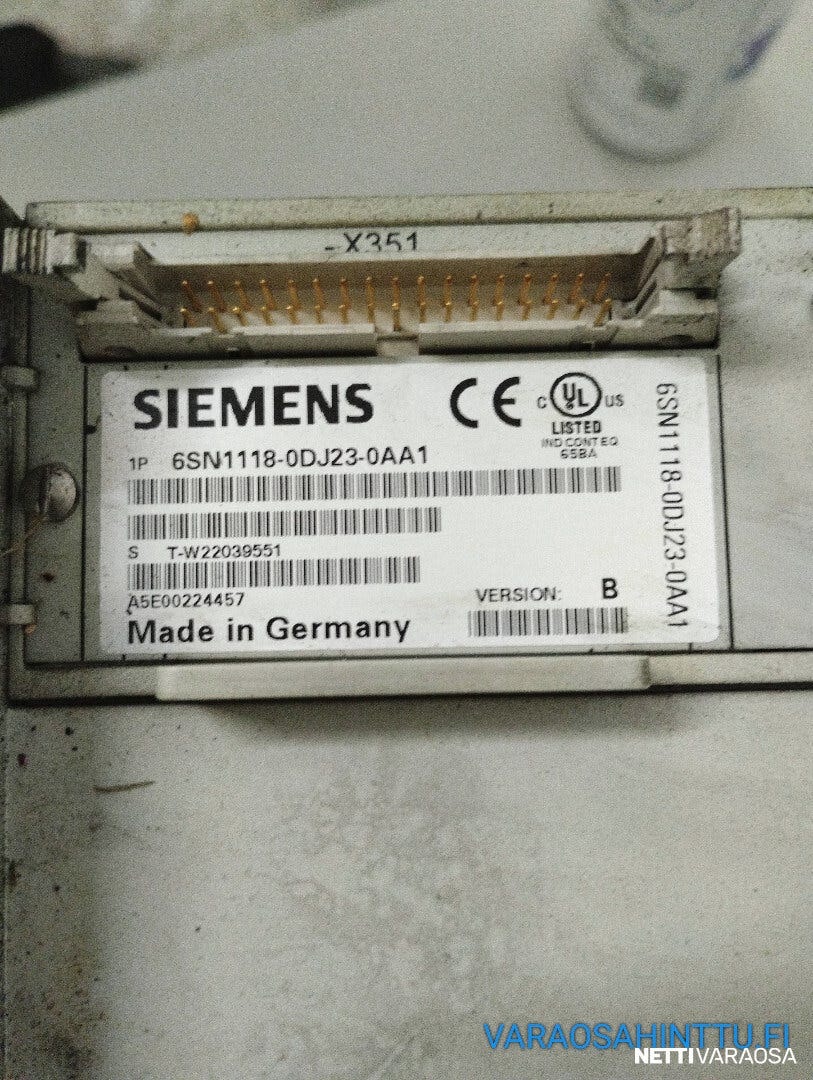 -X351
SIEMENS
CE
C UL US
LISTED
IND CONT EQ
65BA
1P 6SN1118-0DJ23-0AA1
S T-W22039551
A5E00224457
VERSION: B
Made in Germany
6SN1118-0DJ23-0AA1
VARAOSAHINTTU.FI
NETTIVARAOSA